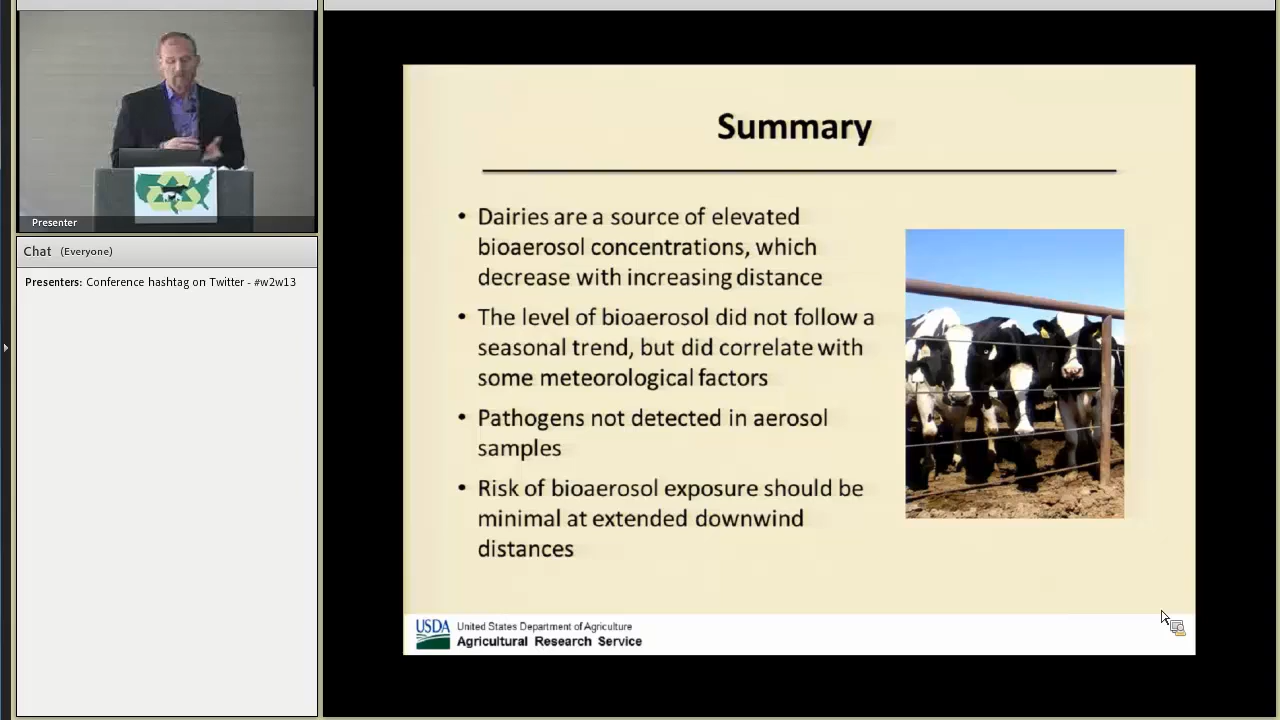 Presenter
Chat (Everyone)
Presenters: Conference hashtag on Twitter - #w2w13
Summary
• Dairies are a source of elevated
bioaerosol concentrations, which
decrease with increasing distance
• The level of bioaerosol did not follow a
seasonal trend, but did correlate with
some meteorological factors
• Pathogens not detected in aerosol
samples
• Risk of bioaerosol exposure should be
minimal at extended downwind
distances
USDA
United States Department of Agriculture
Agricultural Research Service